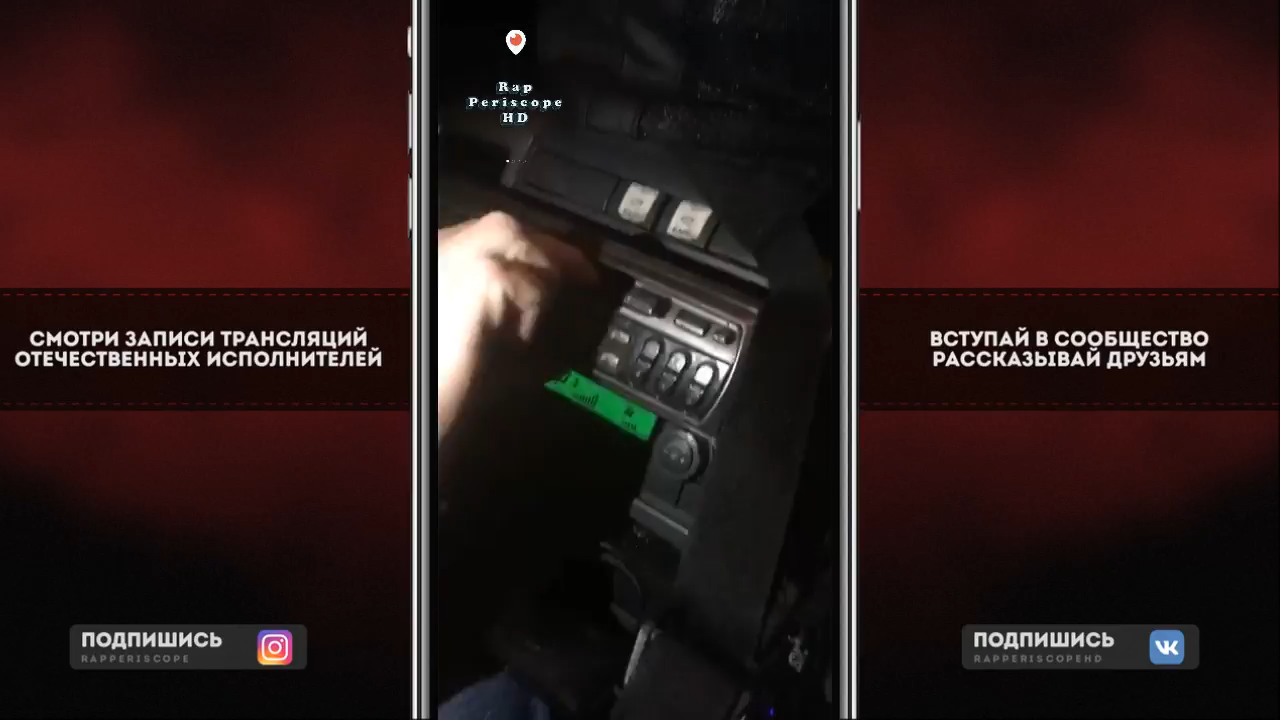 Rap
Periscope
HD
СМОТРИ ЗАПИСИ ТРАНСЛЯЦИЙ
ОТЕЧЕСТВЕННЫХ ИСПОЛНИТЕЛЕЙ
ВСТУПАЙ В СООБЩЕСТВО
РАССКАЗЫВАЙ ДРУЗЬЯМ
ПОДПИШИСЬ
RAPPERISCOPE
ПОДПИШИСЬ
RAPPERISCOPEHD